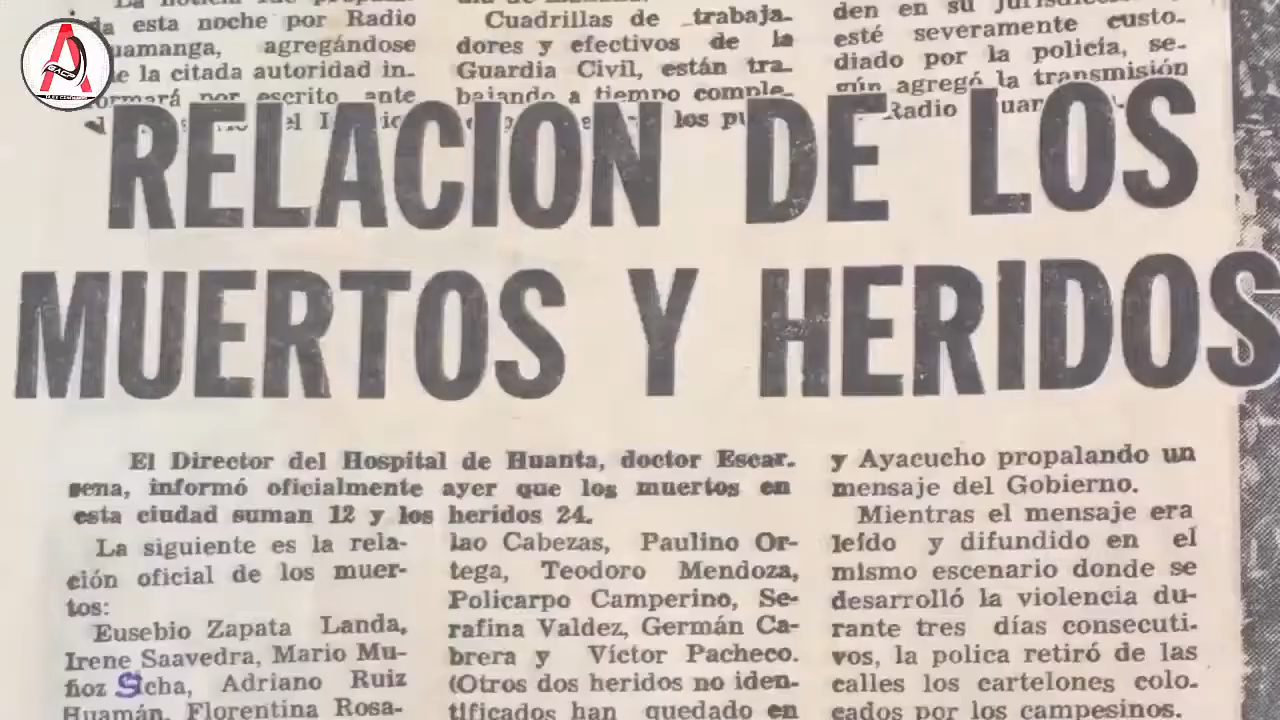 esta noche por Radio
agregándose
la citada autoridad in-
por escrito ante
Cuadrillas de trabaja-
dores y efectivos de la
Guardia Civil, están tra-
bajando a tiempo comple-
los
den en su
esté severamente custo-
diado por la policía, se-
gún agregó la transmisión
Radio
RELACION DE LOS
MUERTOS Y HERIDOS
El Director del Hospital de Huanta, doctor Escar-
sena, informó oficialmente ayer que los muertos en
esta ciudad suman 12 y los heridos 24.
La siguiente es la rela-
ción oficial de los muer-
tos:
Eusebio Zapata Landa,
Irene Saavedra, Mario Mu-
ñoz Sicha, Adriano Ruiz
Huamán, Florentina Rosa-
lao Cabezas, Paulino Or-
tega, Teodoro Mendoza,
Policarpo Camperino, Se-
rafina Valdez, Germán Ca-
brera y Víctor Pacheco.
(Otros dos heridos no iden-
tificados han quedado en
y Ayacucho propalando un
mensaje del Gobierno.
Mientras el mensaje era
leído y difundido en el
mismo escenario donde se
desarrolló la violencia du-
rante tres días consecuti-
vos, la polica retiró de las
calles los cartelones colo-
cados por los campesinos.